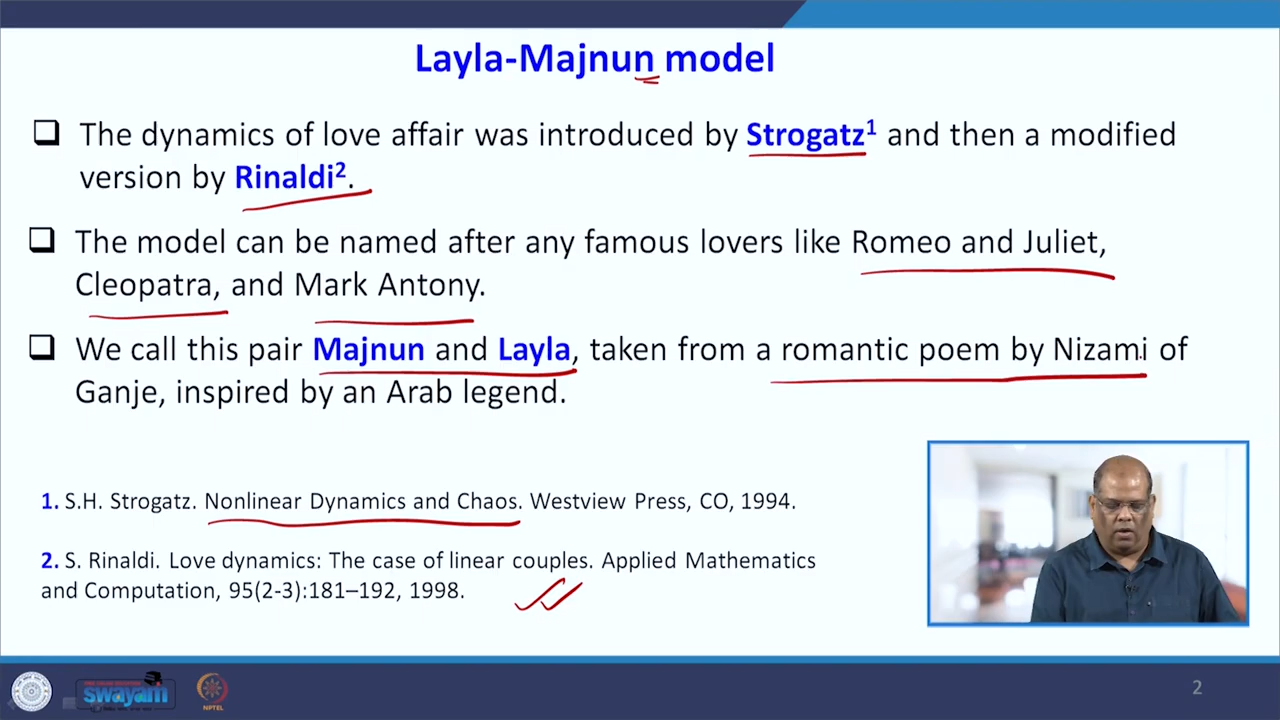 Layla-Majnun model
❑ The dynamics of love affair was introduced by Strogatz¹ and then a modified
version by Rinaldi².
❑ The model can be named after any famous lovers like Romeo and Juliet,
Cleopatra, and Mark Antony.
❑ We call this pair Majnun and Layla, taken from a romantic poem by Nizami of
Ganje, inspired by an Arab legend.
1. S.H. Strogatz. Nonlinear Dynamics and Chaos. Westview Press, CO, 1994.
2. S. Rinaldi. Love dynamics: The case of linear couples. Applied Mathematics
and Computation, 95(2-3):181–192, 1998.
swayam
NPTEL
2